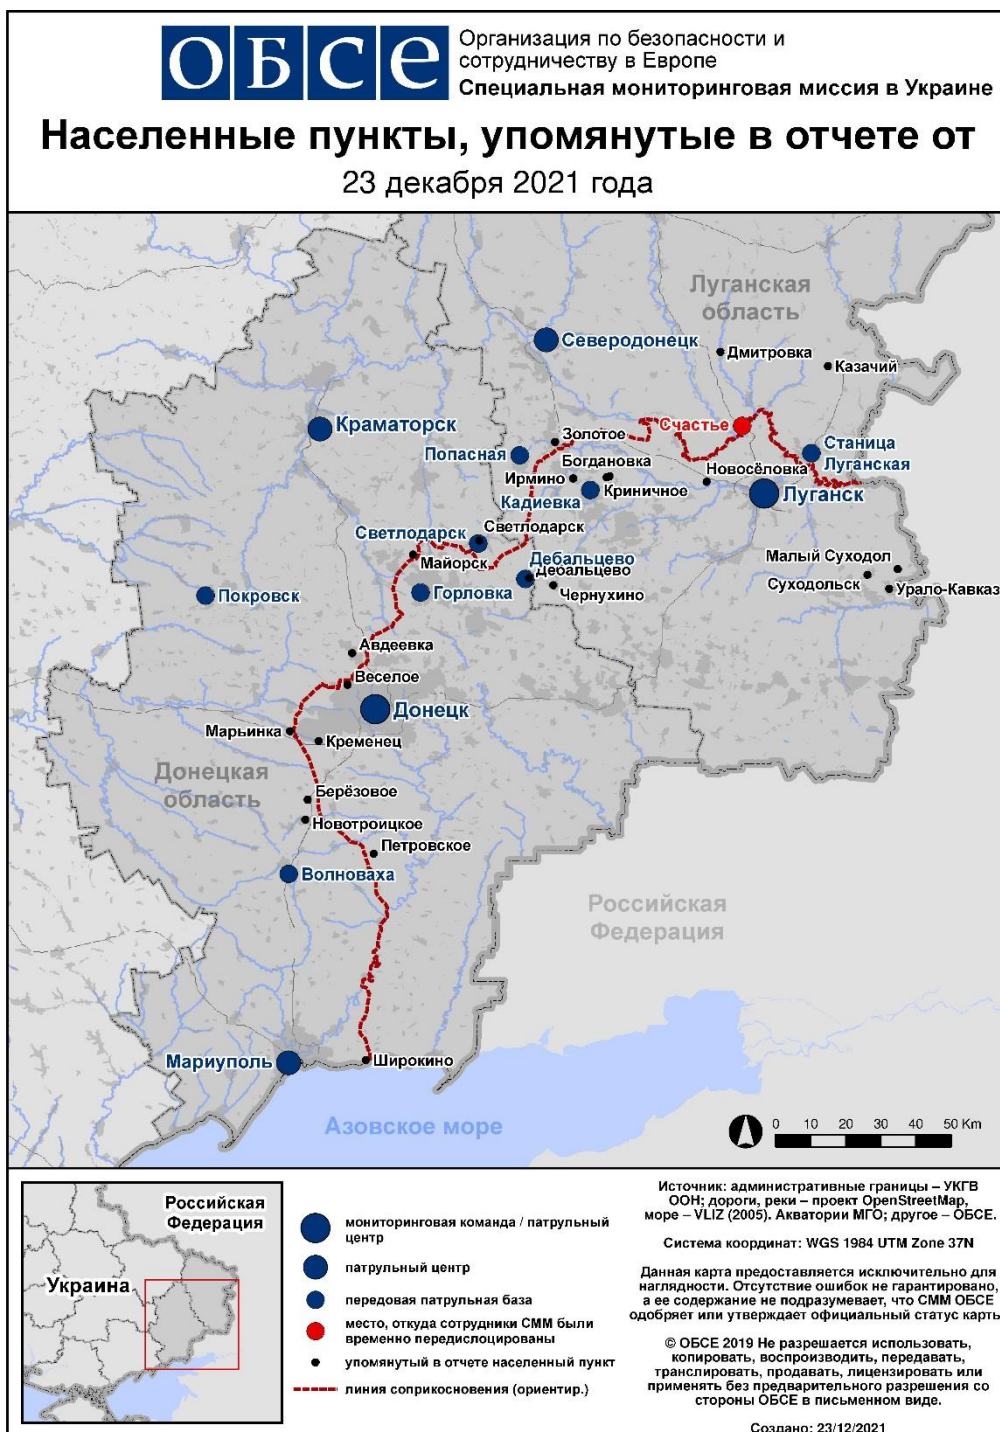 ОБСЕ
Организация по безопасности и
сотрудничеству в Европе
Специальная мониторинговая миссия в Украине
Населенные пункты, упомянутые в отчете от
23 декабря 2021 года
Луганская
область
Северодонецк
Дмитровка
Казачий
Краматорск
Счастье
Золотое
Станица
Луганская
Попасная
Богдановка
Новосёловка
Ирмино
Криничное
Кадиевка
Луганск
Светлодарск
Светлодарск
Майорск
Дебальцево
Дебальцево
Малый Суходол
Суходольск
Урало-Кавказ
Чернухино
Покровск
Горловка
Авдеевка
Веселое
Донецк
Марьинка
Кременец
Донецкая
область
Берёзовое
Новотроицкое
Петровское
Волноваха
Российская
Федерация
Мариуполь
Широкино
Азовское море
0 10 20 30 40 50 Km
Российская
Федерация
Украина
мониторинговая команда / патрульный
центр
патрульный центр
передовая патрульная база
место, откуда сотрудники СММ были
временно передислоцированы
упомянутый в отчете населенный пункт
линия соприкосновения (ориентир.)
Источник: административные границы – УКГВ
ООН; дороги, реки – проект OpenStreetMap,
море – VLIZ (2005). Акватории МГО; другое – ОБСЕ.
Система координат: WGS 1984 UTM Zone 37N
Данная карта предоставляется исключительно для
наглядности. Отсутствие ошибок не гарантировано,
а ее содержание не подразумевает, что СММ ОБСЕ
одобряет или утверждает официальный статус карты
© ОБСЕ 2019 Не разрешается использовать,
копировать, воспроизводить, передавать,
транслировать, продавать, лицензировать или
применять без предварительного разрешения со
стороны ОБСЕ в письменном виде.
Создано: 23/12/2021